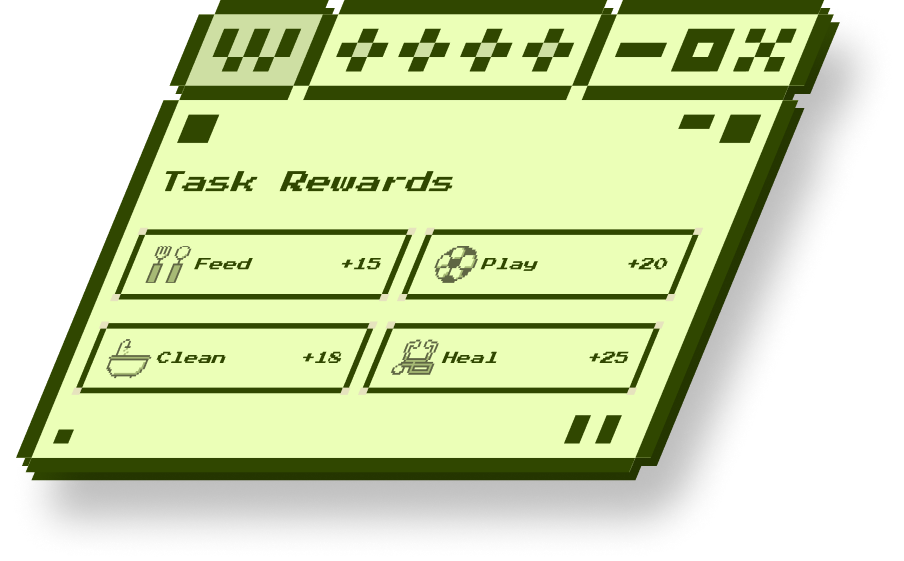 W
Task Rewards
Feed +15
Play +20
Clean +18
Heal +25